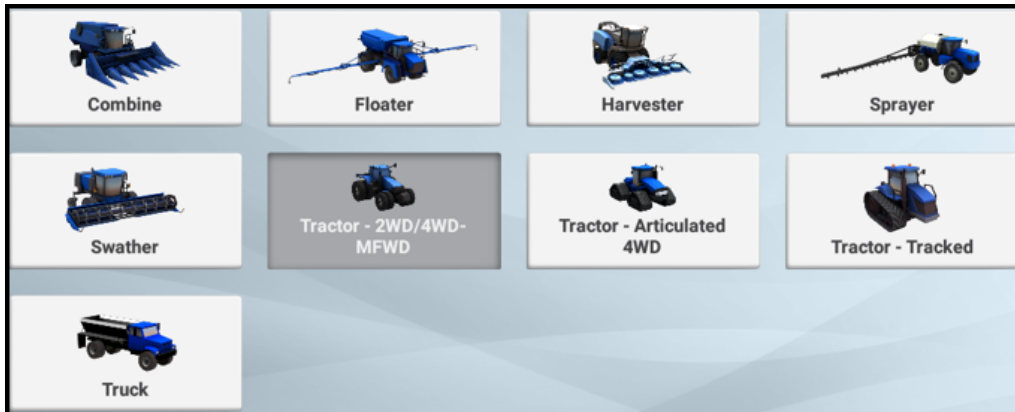 Combine
Floater
Harvester
Sprayer
Swather
Tractor - 2WD/4WD-
MFWD
Tractor - Articulated
4WD
Tractor - Tracked
Truck